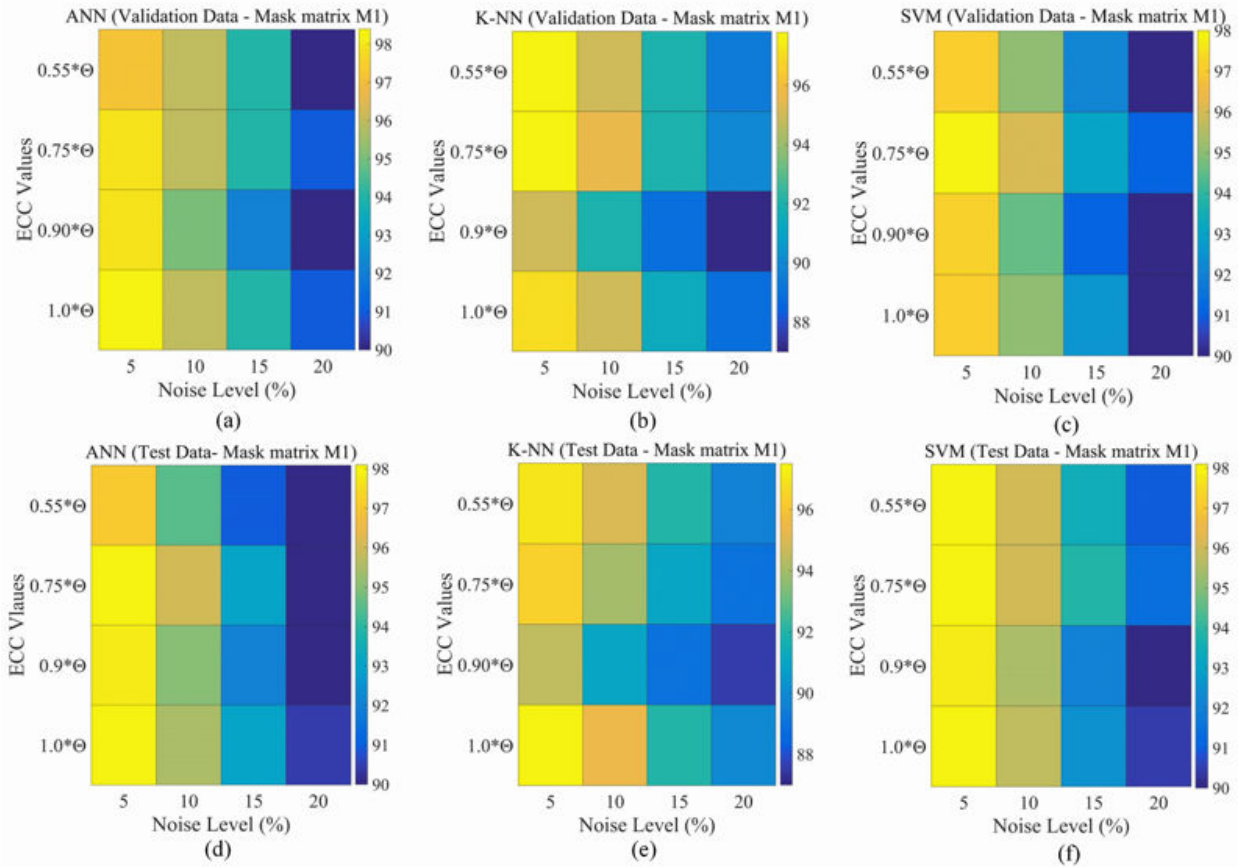 ANN (Validation Data - Mask matrix M1)
ECC Values
0.55*Θ
0.75*Θ
0.90*Θ
1.0*Θ
5 10 15 20
Noise Level (%)
98
97
96
95
94
93
92
91
90
(a)
K-NN (Validation Data - Mask matrix M1)
ECC Values
0.55*Θ
0.75*Θ
0.9*Θ
1.0*Θ
5 10 15 20
Noise Level (%)
96
94
92
90
88
(b)
SVM (Validation Data - Mask matrix M1)
ECC Values
0.55*Θ
0.75*Θ
0.90*Θ
1.0*Θ
5 10 15 20
Noise Level (%)
98
97
96
95
94
93
92
91
90
(c)
ANN (Test Data- Mask matrix M1)
ECC Vlaues
0.55*Θ
0.75*Θ
0.9*Θ
1.0*Θ
5 10 15 20
Noise Level (%)
98
97
96
95
94
93
92
91
90
(d)
K-NN (Test Data - Mask matrix M1)
ECC Values
0.55*Θ
0.75*Θ
0.90*Θ
1.0*Θ
5 10 15 20
Noise Level (%)
96
94
92
90
88
(e)
SVM (Test Data - Mask matrix M1)
ECC Values
0.55*Θ
0.75*Θ
0.9*Θ
1.0*Θ
5 10 15 20
Noise Level (%)
98
97
96
95
94
93
92
91
90
(f)